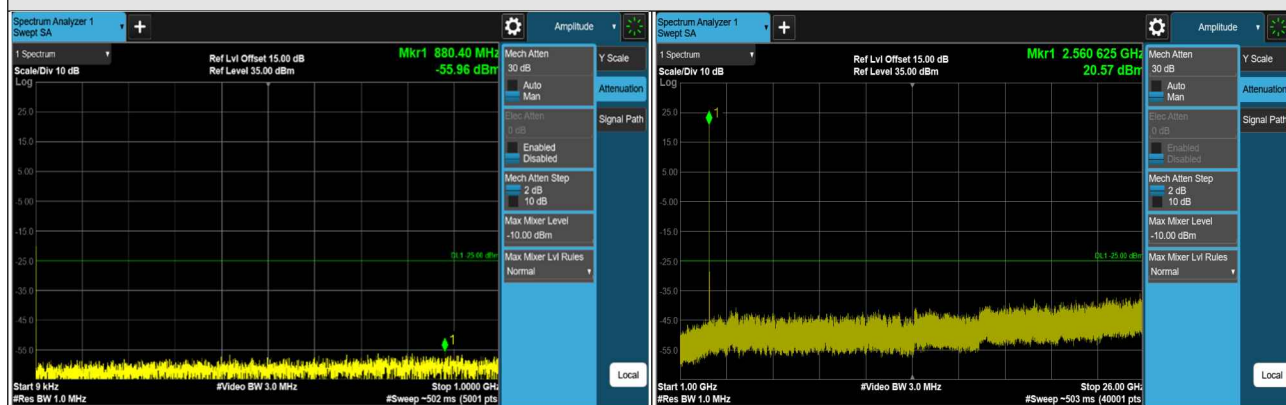 Spectrum Analyzer 1
Swept SA
Amplitude
1 Spectrum
Scale/Div 10 dB
Log
Ref Lvl Offset 15.00 dB
Ref Level 35.00 dBm
Mkr1 880.40 MHz
-55.96 dBm
25.0
15.0
5.00
-5.00
-15.0
-25.0
-35.0
-45.0
-55.0
DL1 -25.00 dBm
1
Start 9 kHz
#Res BW 1.0 MHz
#Video BW 3.0 MHz
Stop 1.0000 GHz
#Sweep ~502 ms (5001 pts
Mech Atten
30 dB
Auto
Man
Elec Atten
0 dB
Enabled
Disabled
Mech Atten Step
2 dB
10 dB
Max Mixer Level
-10.00 dBm
Max Mixer Lvl Rules
Normal
Y Scale
Attenuation
Signal Path
Local
Spectrum Analyzer 1
Swept SA
Amplitude
1 Spectrum
Scale/Div 10 dB
Log
Ref Lvl Offset 15.00 dB
Ref Level 35.00 dBm
Mkr1 2.560 625 GHz
20.57 dBm
25.0
15.0
5.00
-5.00
-15.0
-25.0
-35.0
-45.0
-55.0
DL1 -25.00 dBm
1
Start 1.00 GHz
#Res BW 1.0 MHz
#Video BW 3.0 MHz
Stop 26.00 GHz
#Sweep ~503 ms (40001 pts
Mech Atten
30 dB
Auto
Man
Elec Atten
0 dB
Enabled
Disabled
Mech Atten Step
2 dB
10 dB
Max Mixer Level
-10.00 dBm
Max Mixer Lvl Rules
Normal
Y Scale
Attenuation
Signal Path
Local